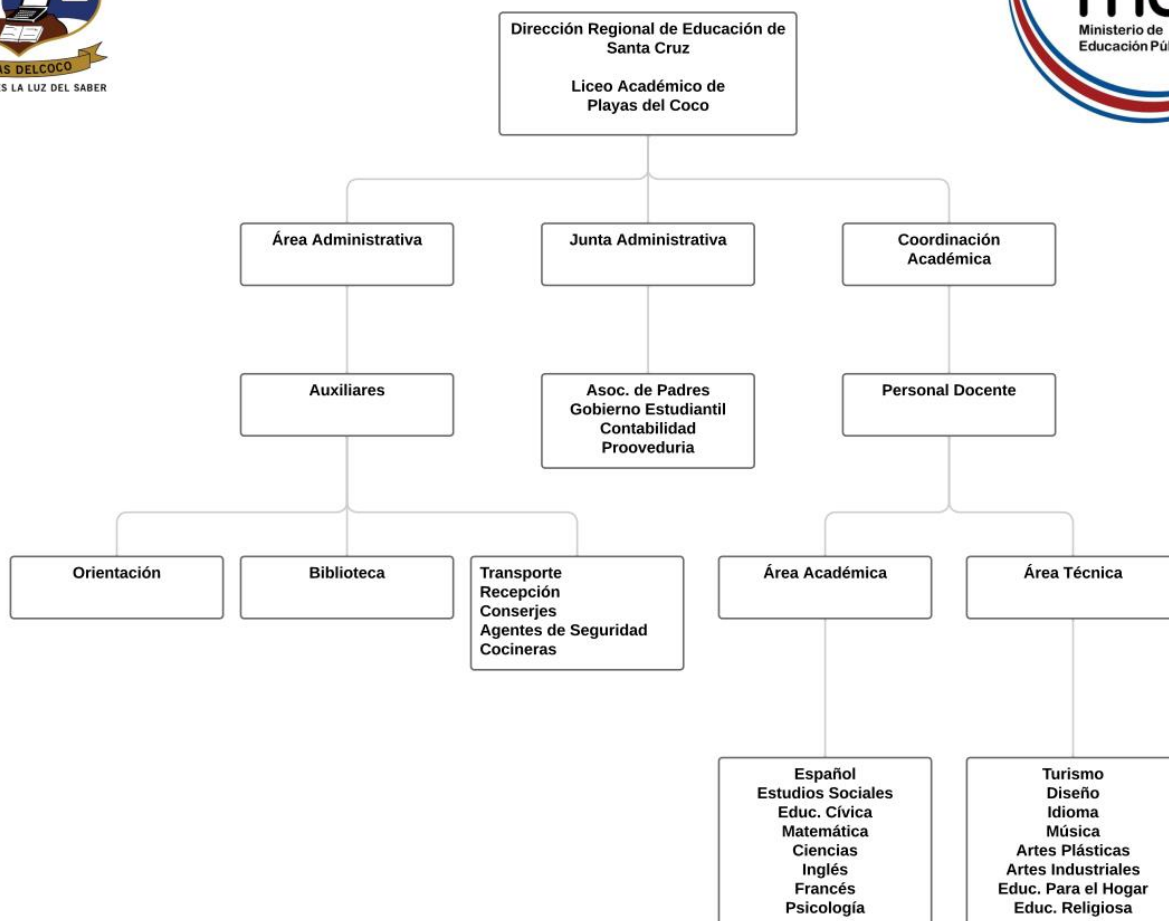 AS DELCOCO
ES LA LUZ DEL SABER
Ministerio de
Dirección Regional de Educación de
Santa Cruz
Liceo Académico de
Playas del Coco
Área Administrativa
Junta Administrativa
Coordinación
Académica
Auxiliares
Asoc. de Padres
Gobierno Estudiantil
Contabilidad
Prooveduria
Personal Docente
Orientación
Biblioteca
Transporte
Recepción
Conserjes
Agentes de Seguridad
Cocineras
Área Académica
Área Técnica
Español
Estudios Sociales
Educ. Cívica
Matemática
Ciencias
Inglés
Francés
Psicología
Turismo
Diseño
Idioma
Música
Artes Plásticas
Artes Industriales
Educ. Para el Hogar
Educ. Religiosa